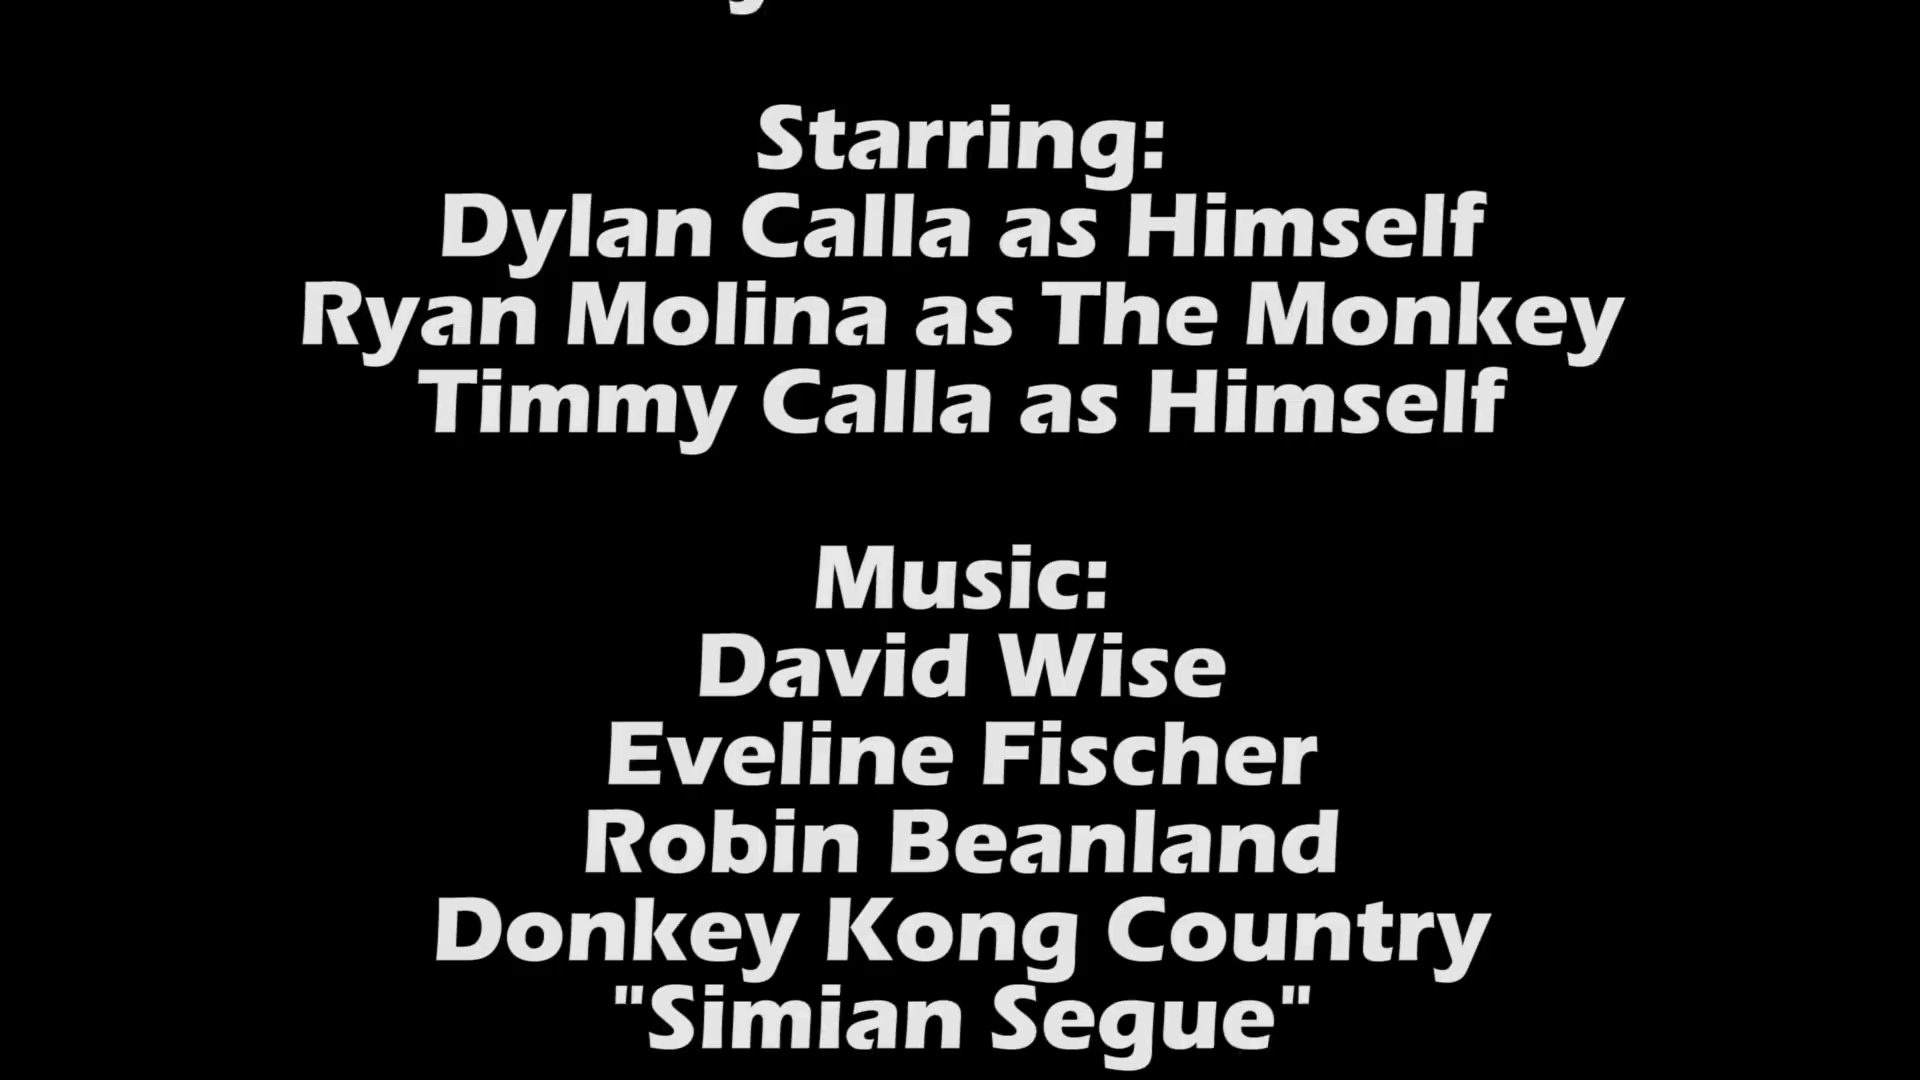 Starring:
Dylan Calla as Himself
Ryan Molina as The Monkey
Timmy Calla as Himself
Music:
David Wise
Eveline Fischer
Robin Beanland
Donkey Kong Country
"Simian Segue"